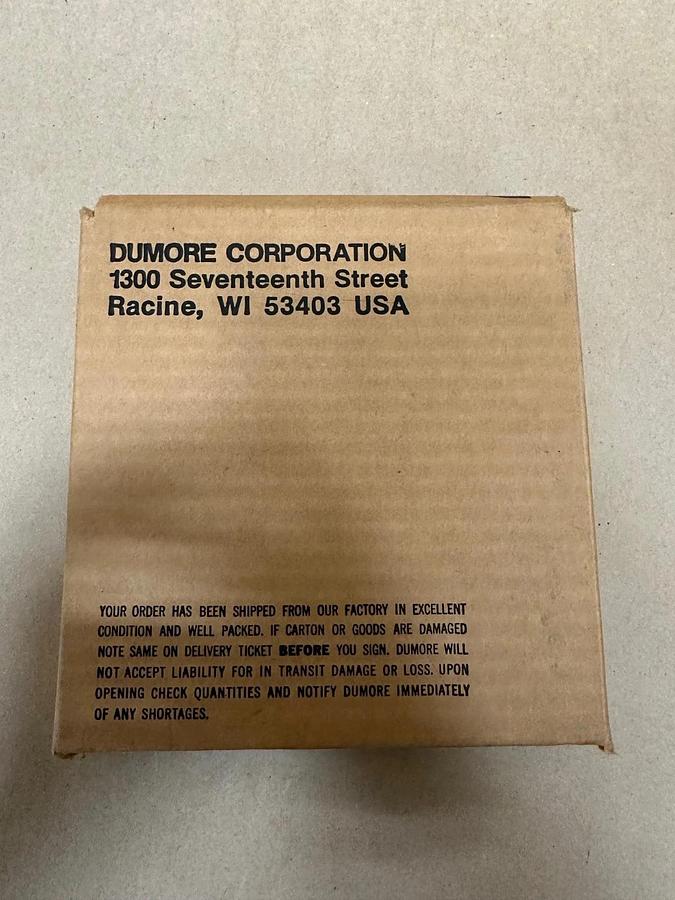 DUMORE CORPORATION
1300 Seventeenth Street
Racine, WI 53403 USA
YOUR ORDER HAS BEEN SHIPPED FROM OUR FACTORY IN EXCELLENT
CONDITION AND WELL PACKED. IF CARTON OR GOODS ARE DAMAGED
NOTE SAME ON DELIVERY TICKET BEFORE YOU SIGN. DUMORE WILL
NOT ACCEPT LIABILITY FOR IN TRANSIT DAMAGE OR LOSS. UPON
OPENING CHECK QUANTITIES AND NOTIFY DUMORE IMMEDIATELY
OF ANY SHORTAGES.